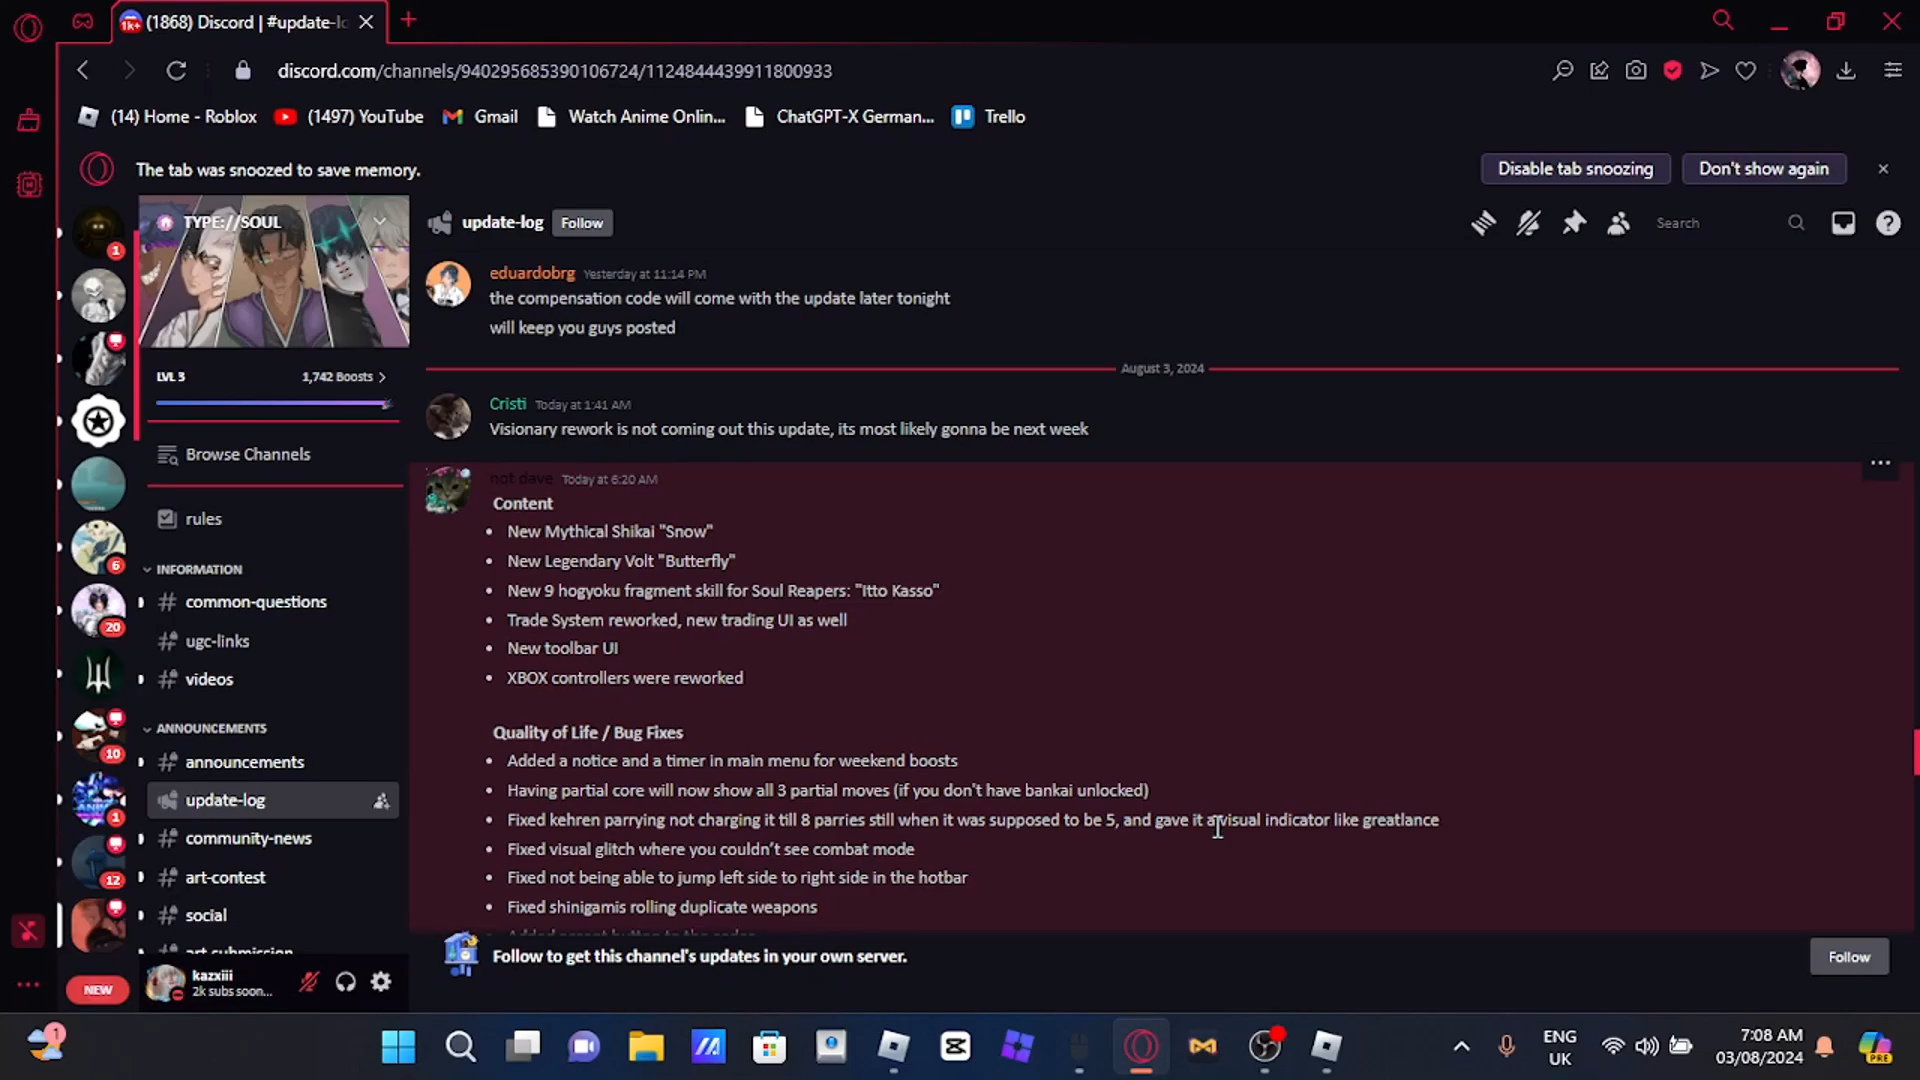 (1868) Discord | #update-l
discord.com/channels/940295685390106724/1124844439911800933
(14) Home - Roblox
(1497) YouTube
Gmail
Watch Anime Onlin...
ChatGPT-X German...
Trello
The tab was snoozed to save memory.
Disable tab snoozing
Don't show again
TYPE://SOUL
update-log
Follow
Search
LVL 3
1,742 Boosts
Browse Channels
rules
INFORMATION
common-questions
ugc-links
videos
ANNOUNCEMENTS
announcements
update-log
community-news
art-contest
social
art-submission
1
6
20
10
1
12
NEW
kazxiii
2k subs soon...
eduardobrg Yesterday at 11:14 PM
the compensation code will come with the update later tonight
will keep you guys posted
August 3, 2024
Cristi Today at 1:41 AM
Visionary rework is not coming out this update, its most likely gonna be next week
not dave Today at 6:20 AM
Content
• New Mythical Shikai "Snow"
• New Legendary Volt "Butterfly"
• New 9 hogyoku fragment skill for Soul Reapers: "Itto Kasso"
• Trade System reworked, new trading UI as well
• New toolbar UI
• XBOX controllers were reworked
Quality of Life / Bug Fixes
• Added a notice and a timer in main menu for weekend boosts
• Having partial core will now show all 3 partial moves (if you don't have bankai unlocked)
• Fixed kehren parrying not charging it till 8 parries still when it was supposed to be 5, and gave it a visual indicator like greatlance
• Fixed visual glitch where you couldn't see combat mode
• Fixed not being able to jump left side to right side in the hotbar
• Fixed shinigamis rolling duplicate weapons
Follow to get this channel's updates in your own server.
Follow
1
ENG
UK
7:08 AM
03/08/2024
PRE